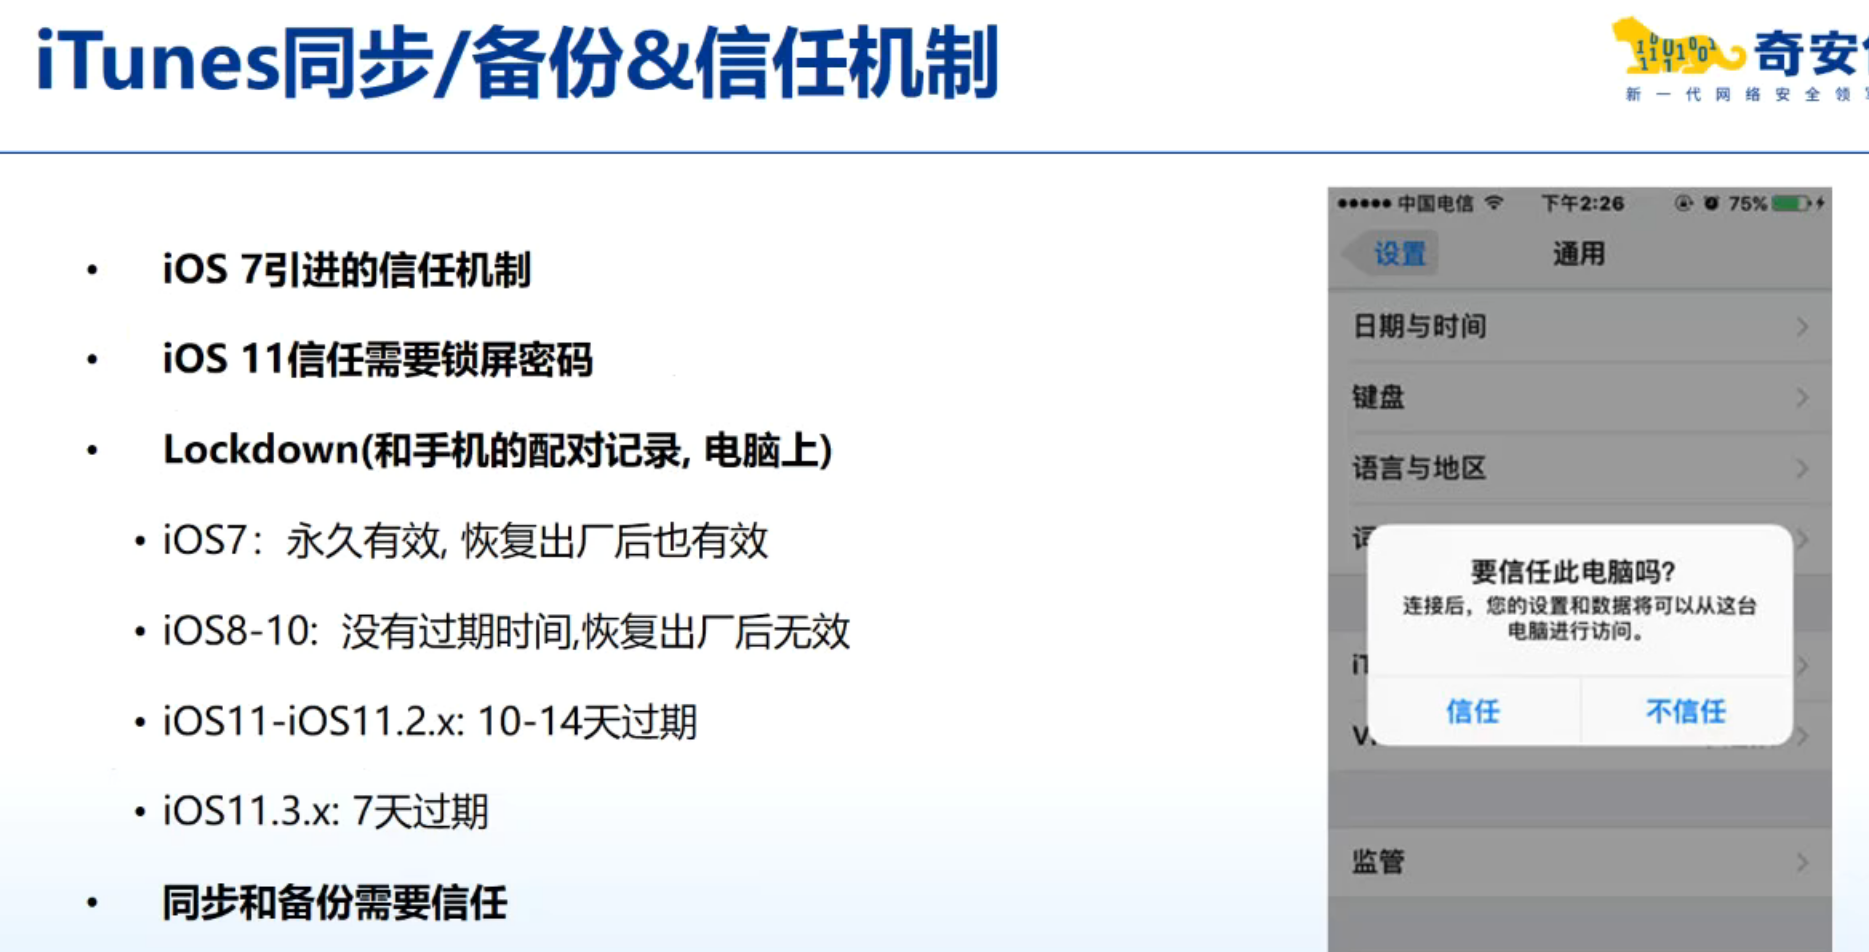 iTunes同步/备份&信任机制
奇安
新一代网络安全领
• iOS 7引进的信任机制
• iOS 11信任需要锁屏密码
• Lockdown(和手机的配对记录, 电脑上)
• iOS7：永久有效, 恢复出厂后也有效
• iOS8-10: 没有过期时间,恢复出厂后无效
• iOS11-iOS11.2.x: 10-14天过期
• iOS11.3.x: 7天过期
• 同步和备份需要信任
中国电信 下午2:26 75%
设置 通用
日期与时间
键盘
语言与地区
要信任此电脑吗?
连接后，您的设置和数据将可以从这台
电脑进行访问。
信任 不信任
监管